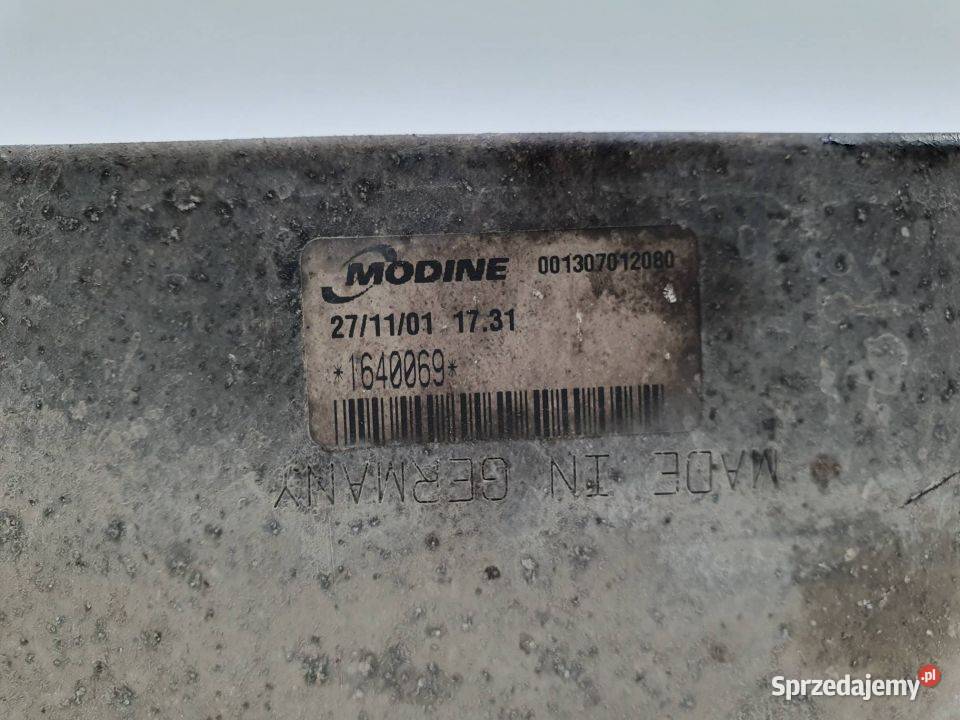 MODINE 001307012080
27/11/01 17.31
*1640069*
MADE IN GERMANY
Sprzedajemy.pl